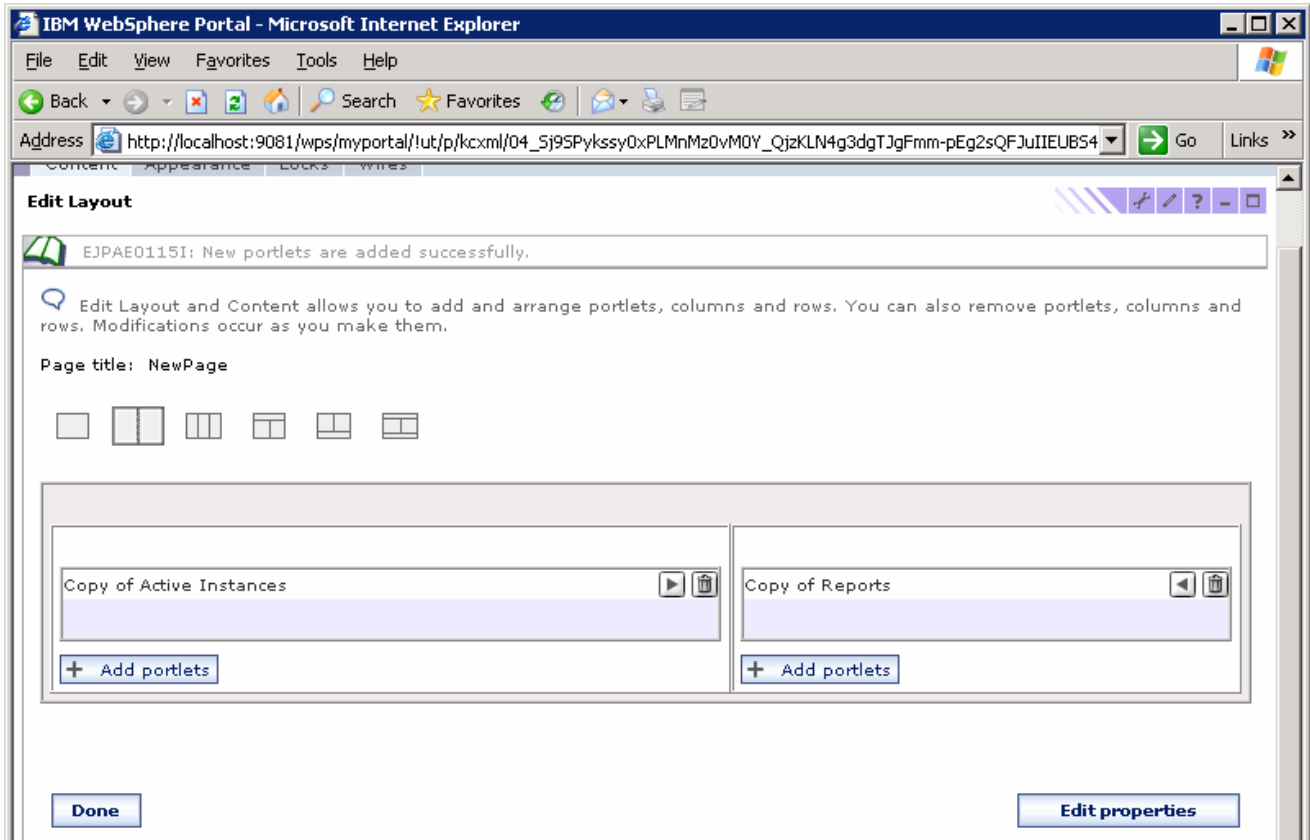 IBM WebSphere Portal - Microsoft Internet Explorer
File Edit View Favorites Tools Help
Back Search Favorites
Address http://localhost:9081/wps/myportal/!ut/p/kcxml/04_Sj9SPykssy0xPLMnMz0vM0Y_QjzKLN4g3dgTJgFmm-pEg2sQFJuIIEUBS4 Go Links »
Content Appearance Locks Wires
Edit Layout
?
EJPAE0115I: New portlets are added successfully.
Edit Layout and Content allows you to add and arrange portlets, columns and rows. You can also remove portlets, columns and
rows. Modifications occur as you make them.
Page title: NewPage
Copy of Active Instances
Copy of Reports
+ Add portlets
+ Add portlets
Done
Edit properties